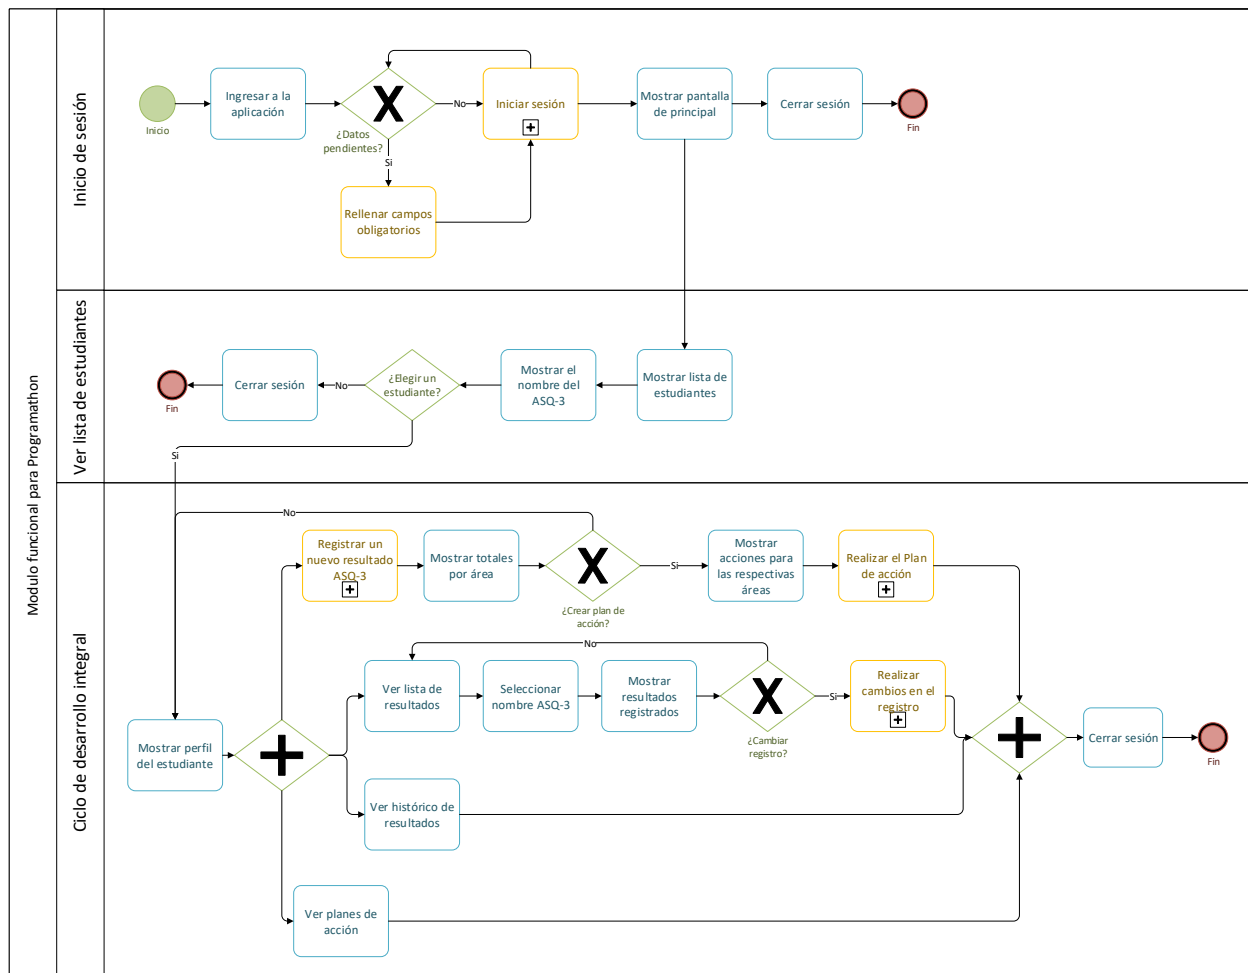 Modulo funcional para Programathon
Inicio de sesión
Inicio
Ingresar a la
aplicación
X
¿Datos
pendientes?
No
Si
Rellenar campos
obligatorios
Iniciar sesión
Mostrar pantalla
de principal
Cerrar sesión
Fin
Ver lista de estudiantes
Fin
Cerrar sesión
No
¿Elegir un
estudiante?
Si
Mostrar el
nombre del
ASQ-3
Mostrar lista de
estudiantes
Ciclo de desarrollo integral
No
Registrar un
nuevo resultado
ASQ-3
Mostrar totales
por área
X
¿Crear plan de
acción?
Si
Mostrar
acciones para
las respectivas
áreas
Realizar el Plan
de acción
No
Ver lista de
resultados
Seleccionar
nombre ASQ-3
Mostrar
resultados
registrados
X
¿Cambiar
registro?
Si
Realizar
cambios en el
registro
Mostrar perfil
del estudiante
Cerrar sesión
Fin
Ver histórico de
resultados
Ver planes de
acción